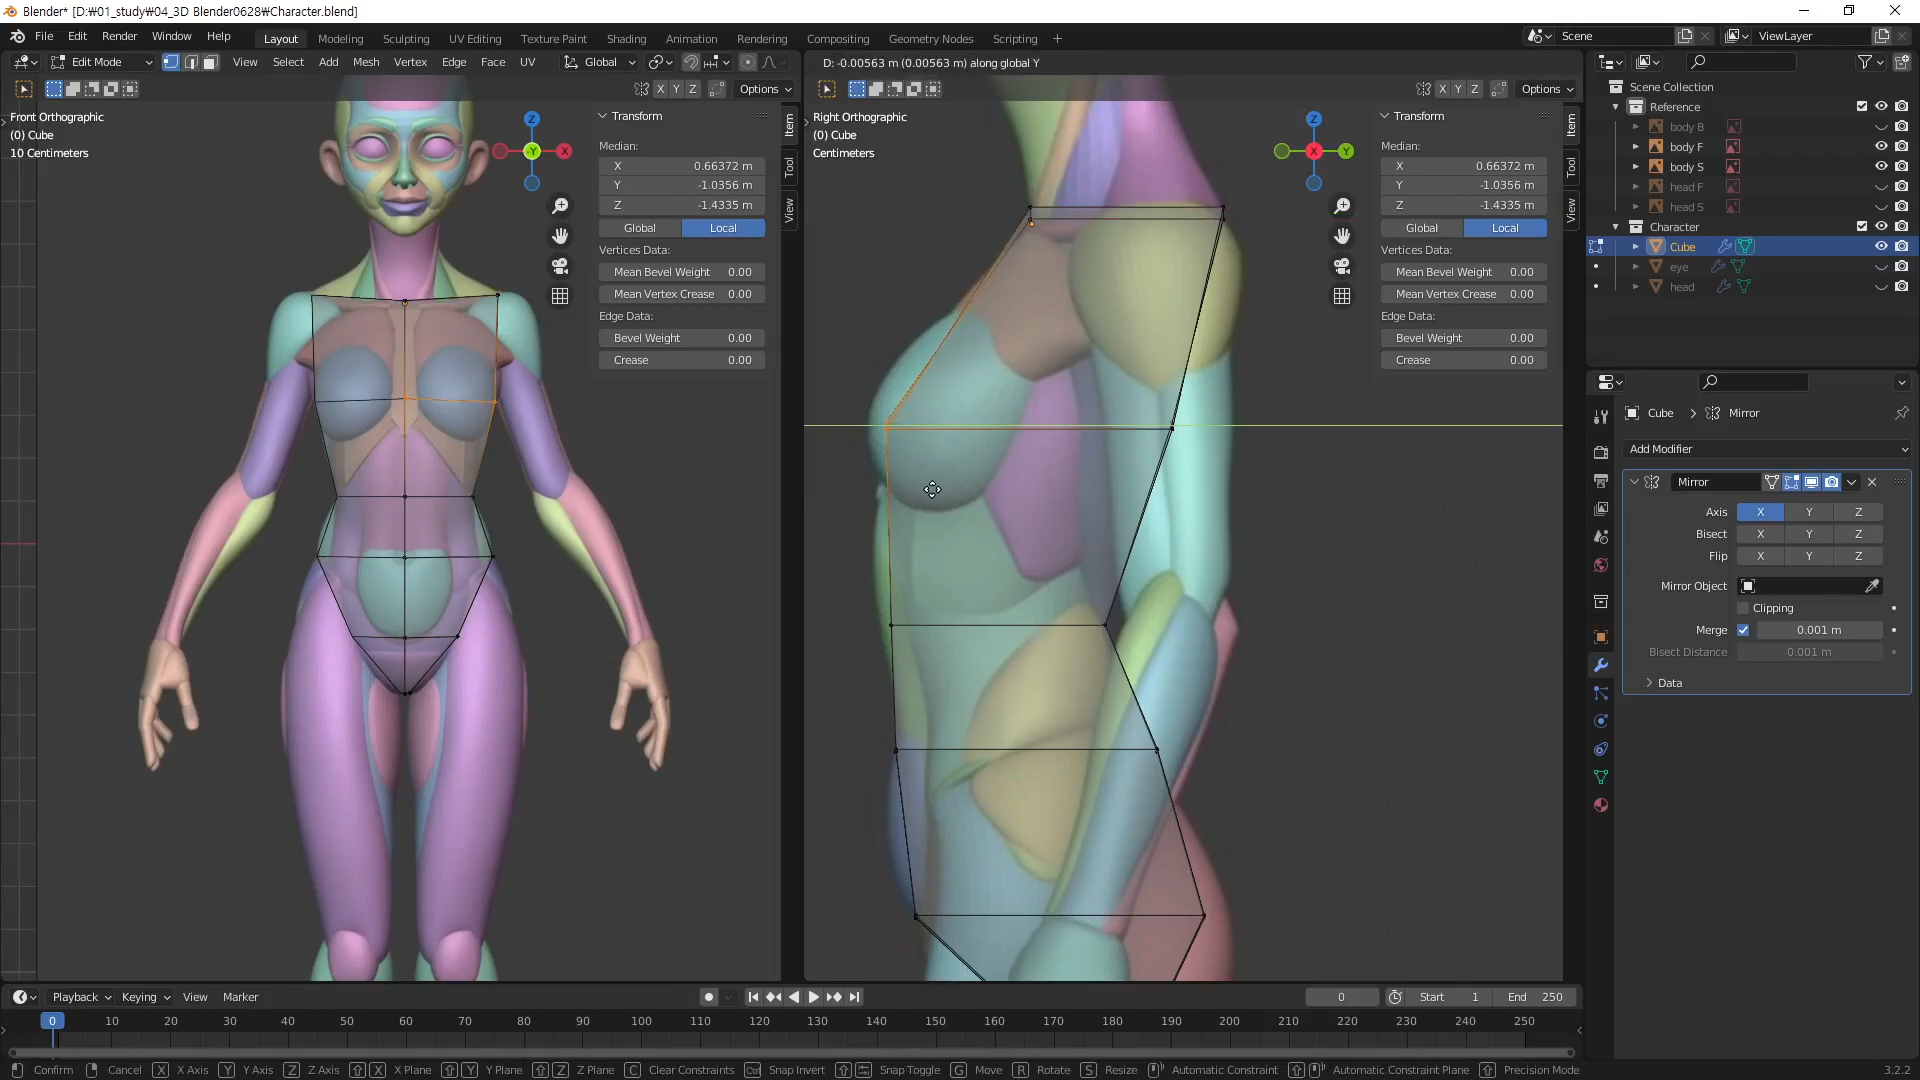 Blender* [D:₩01_study₩04_3D Blender0628₩Character.blend]
File Edit Render Window Help Layout Modeling Sculpting UV Editing Texture Paint Shading Animation Rendering Compositing Geometry Nodes Scripting + Scene ViewLayer
Edit Mode View Select Add Mesh Vertex Edge Face UV Global D: -0.00563 m (0.00563 m) along global Y
X Y Z Options X Y Z Options
Front Orthographic
(0) Cube
10 Centimeters
Z
-Y X
Transform
Median:
X 0.66372 m
Y -1.0356 m
Z -1.4335 m
Global Local
Vertices Data:
Mean Bevel Weight 0.00
Mean Vertex Crease 0.00
Edge Data:
Bevel Weight 0.00
Crease 0.00
Item
Tool
View
Right Orthographic
(0) Cube
Centimeters
Z
X Y
Transform
Median:
X 0.66372 m
Y -1.0356 m
Z -1.4335 m
Global Local
Vertices Data:
Mean Bevel Weight 0.00
Mean Vertex Crease 0.00
Edge Data:
Bevel Weight 0.00
Crease 0.00
Item
Tool
View
Scene Collection
Reference
body B
body F
body S
head F
head S
Character
Cube
eye
head
Cube > Mirror
Add Modifier
Mirror
Axis X Y Z
Bisect X Y Z
Flip X Y Z
Mirror Object
Clipping
Merge 0.001 m
Bisect Distance 0.001 m
Data
Playback Keying View Marker 0 Start 1 End 250
0 10 20 30 40 50 60 70 80 90 100 110 120 130 140 150 160 170 180 190 200 210 220 230 240 250
Confirm Cancel X X Axis Y Y Axis Z Z Axis X X Plane Y Y Plane Z Z Plane C Clear Constraints Ctrl Snap Invert Snap Toggle G Move R Rotate S Resize Automatic Constraint Automatic Constraint Plane Precision Mode 3.2.2